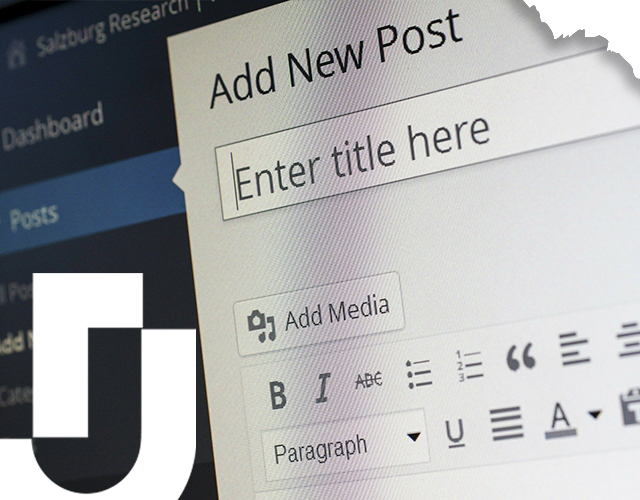 Salzburg Research |
Dashboard
Posts
Add New Post
Enter title here
Add Media
B I ABC
Paragraph U A